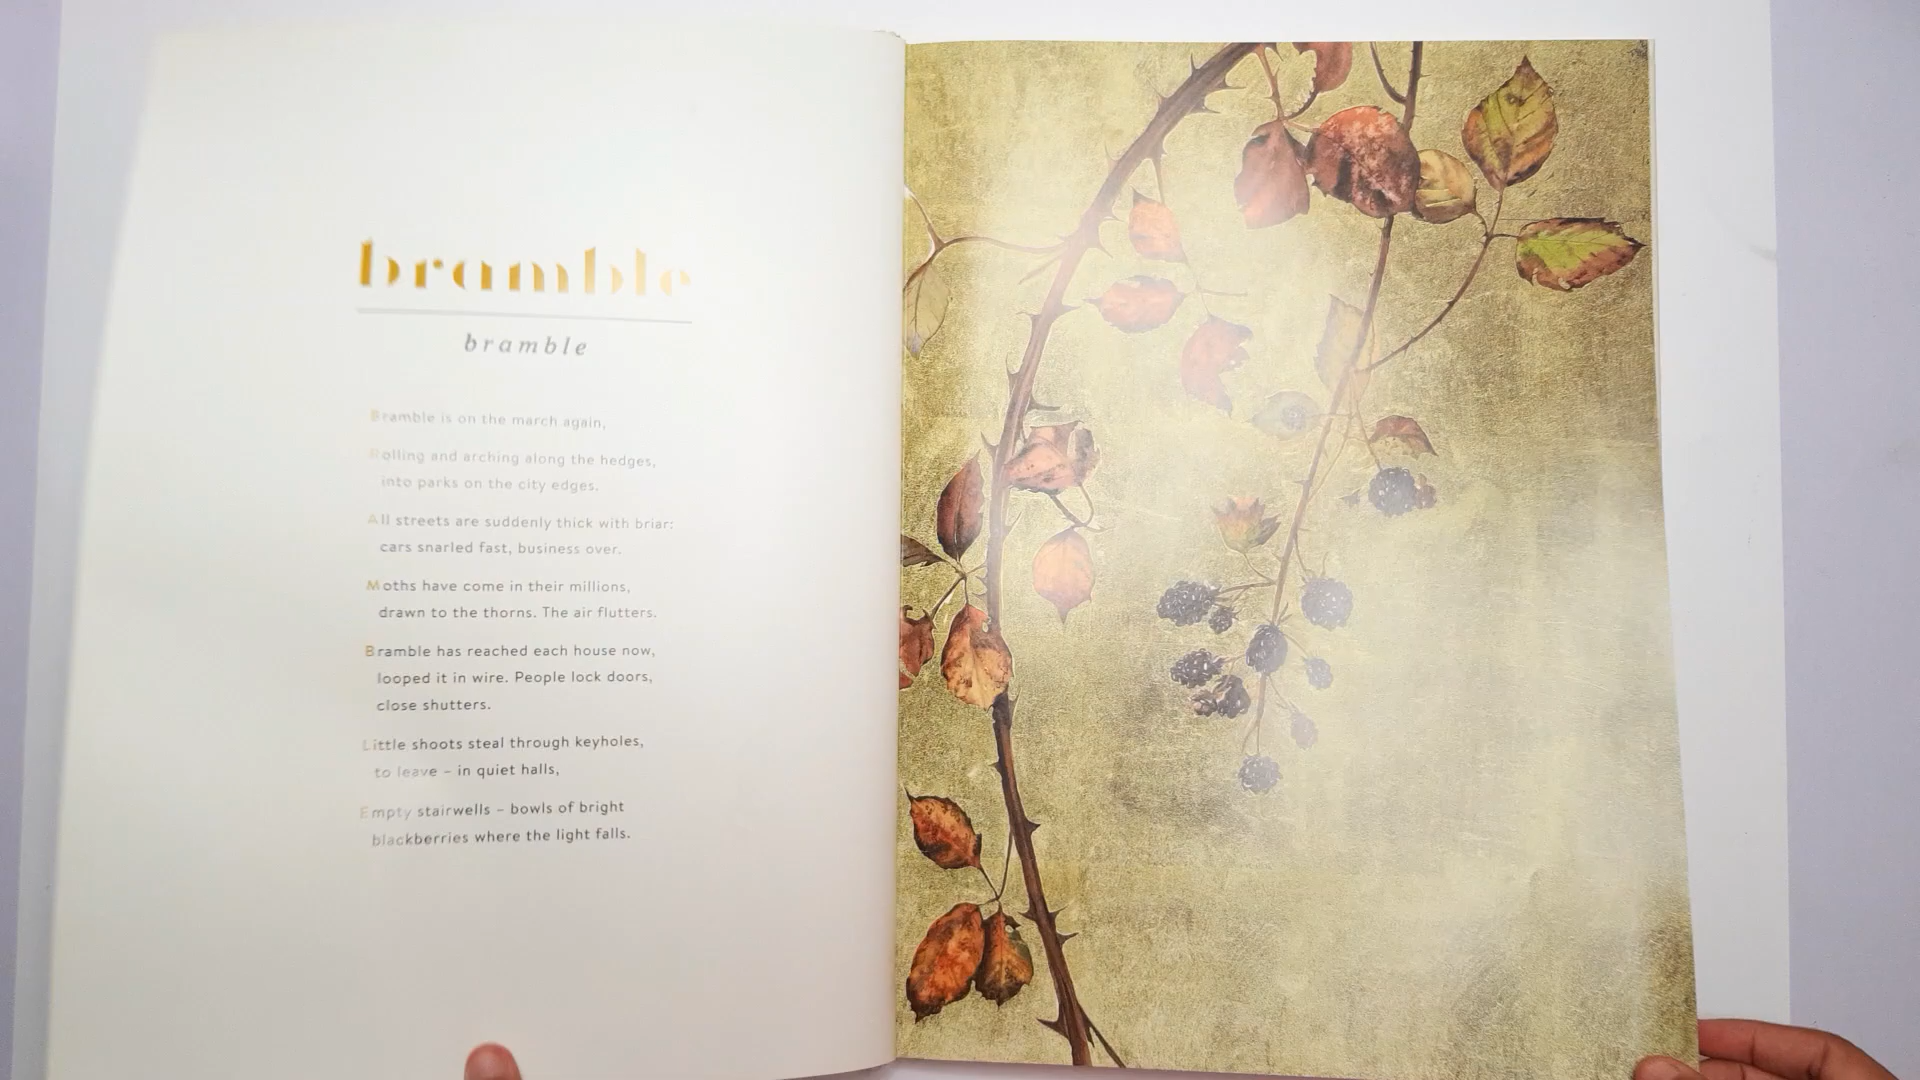 bramble
bramble
Bramble is on the march again,
Rolling and arching along the hedges,
into parks on the city edges.
All streets are suddenly thick with briar:
cars snarled fast, business over.
Moths have come in their millions,
drawn to the thorns. The air flutters.
Bramble has reached each house now,
looped it in wire. People lock doors,
close shutters.
Little shoots steal through keyholes,
to leave – in quiet halls,
Empty stairwells – bowls of bright
blackberries where the light falls.